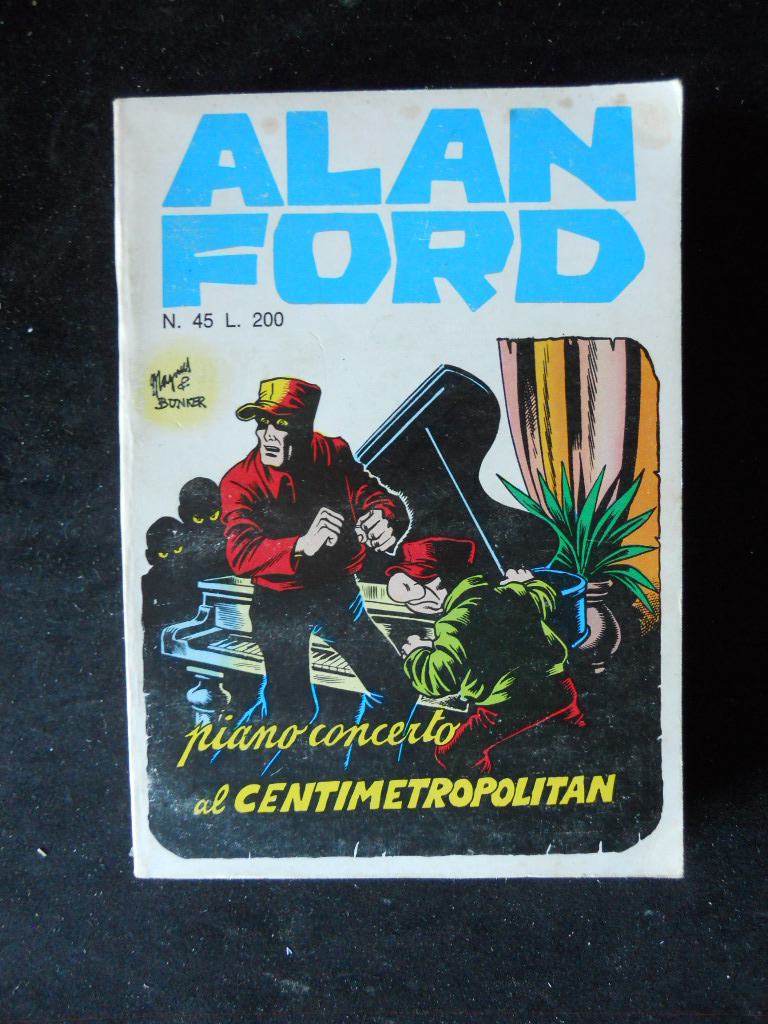 ALAN
FORD
N. 45 L. 200
Magnus
&
BUNKER
piano concerto
al CENTIMETROPOLITAN